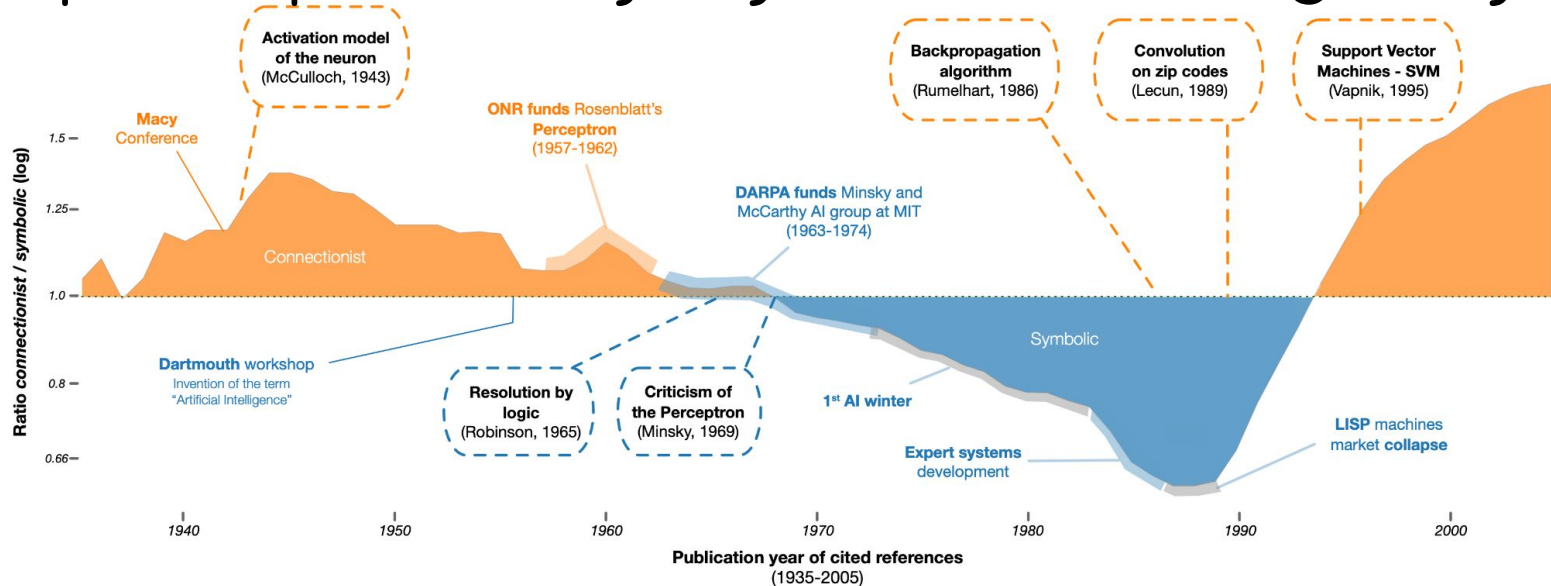 Activation model
of the neuron
(McCulloch, 1943)
Backpropagation
algorithm
(Rumelhart, 1986)
Convolution
on zip codes
(Lecun, 1989)
Support Vector
Machines - SVM
(Vapnik, 1995)
Macy
Conference
ONR funds Rosenblatt's
Perceptron
(1957-1962)
DARPA funds Minsky and
McCarthy AI group at MIT
(1963-1974)
Ratio connectionist / symbolic (log)
1.5
1.25
1.0
0.8
0.66
Connectionist
Symbolic
Dartmouth workshop
Invention of the term
"Artificial Intelligence"
Resolution by
logic
(Robinson, 1965)
Criticism of
the Perceptron
(Minsky, 1969)
1st AI winter
Expert systems
development
LISP machines
market collapse
1940
1950
1960
1970
1980
1990
2000
Publication year of cited references
(1935-2005)